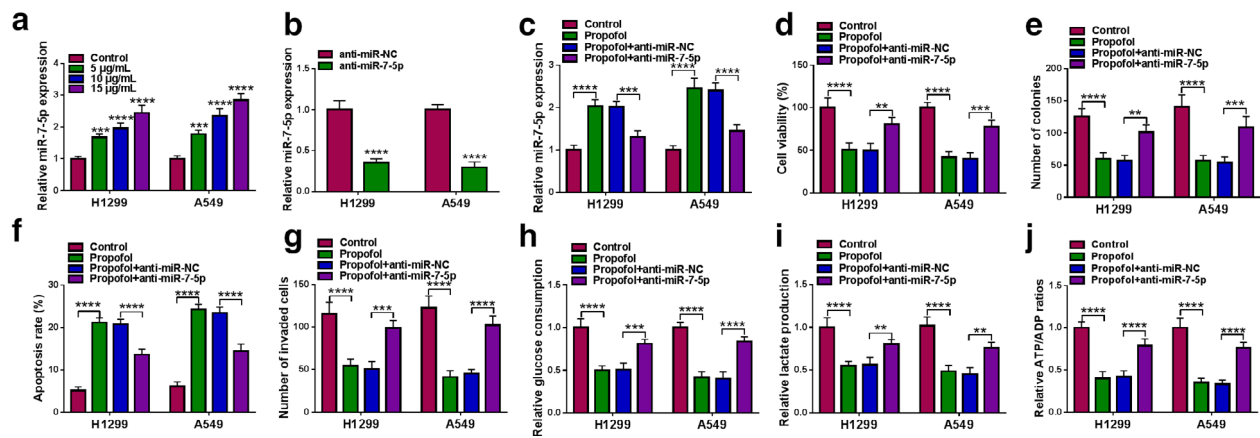 a
Relative miR-7-5p expression
4
3
2
1
0
Control
5 μg/mL
10 μg/mL
15 μg/mL
***
****
****
***
****
****
H1299
A549
b
Relative miR-7-5p expression
1.5
1.0
0.5
0.0
anti-miR-NC
anti-miR-7-5p
****
****
H1299
A549
c
Relative miR-7-5p expression
3
2
1
0
Control
Propofol
Propofol+anti-miR-NC
Propofol+anti-miR-7-5p
****
***
****
****
H1299
A549
d
Cell viability (%)
150
100
50
0
Control
Propofol
Propofol+anti-miR-NC
Propofol+anti-miR-7-5p
****
**
****
***
H1299
A549
e
Number of colonies
250
200
150
100
50
0
Control
Propofol
Propofol+anti-miR-NC
Propofol+anti-miR-7-5p
****
**
****
***
H1299
A549
f
Apoptosis rate (%)
30
20
10
0
Control
Propofol
Propofol+anti-miR-NC
Propofol+anti-miR-7-5p
****
****
****
****
H1299
A549
g
Number of invaded cells
150
120
90
60
30
0
Control
Propofol
Propofol+anti-miR-NC
Propofol+anti-miR-7-5p
****
***
****
****
H1299
A549
h
Relative glucose consumption
1.5
1.0
0.5
0.0
Control
Propofol
Propofol+anti-miR-NC
Propofol+anti-miR-7-5p
****
***
****
****
H1299
A549
i
Relative lactate production
1.5
1.0
0.5
0.0
Control
Propofol
Propofol+anti-miR-NC
Propofol+anti-miR-7-5p
****
**
****
**
H1299
A549
j
Relative ATP/ADP ratios
1.5
1.0
0.5
0.0
Control
Propofol
Propofol+anti-miR-NC
Propofol+anti-miR-7-5p
****
****
****
****
H1299
A549